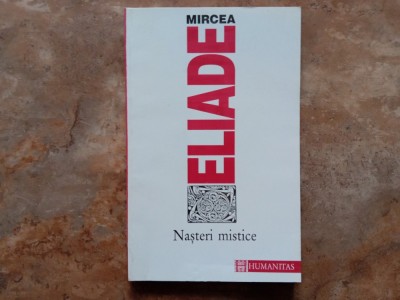 MIRCEA
ELIADE
Nașteri mistice
HUMANITAS